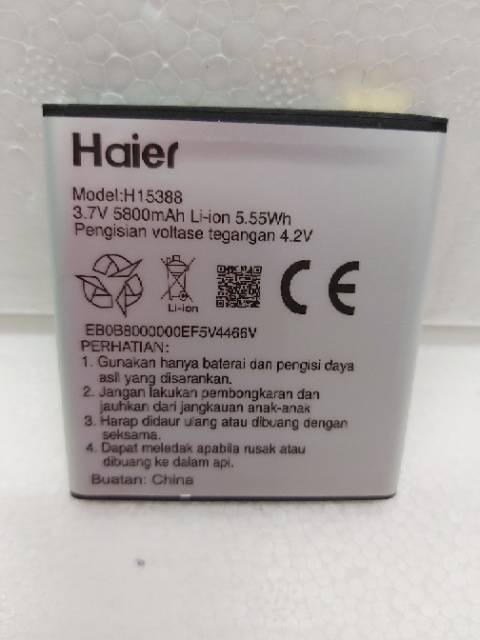 Haier
Model:H15388
3.7V 5800mAh Li-ion 5.55Wh
Pengisian voltase tegangan 4.2V
Li-ion
CE
EB0B8000000EF5V4466V
PERHATIAN:
1. Gunakan hanya baterai dan pengisi daya
asli yang disarankan.
2. Jangan lakukan pembongkaran dan
jauhkan dari jangkauan anak-anak
3. Harap didaur ulang atau dibuang dengan
seksama.
4. Dapat meledak apabila rusak atau
dibuang ke dalam api.
Buatan: China